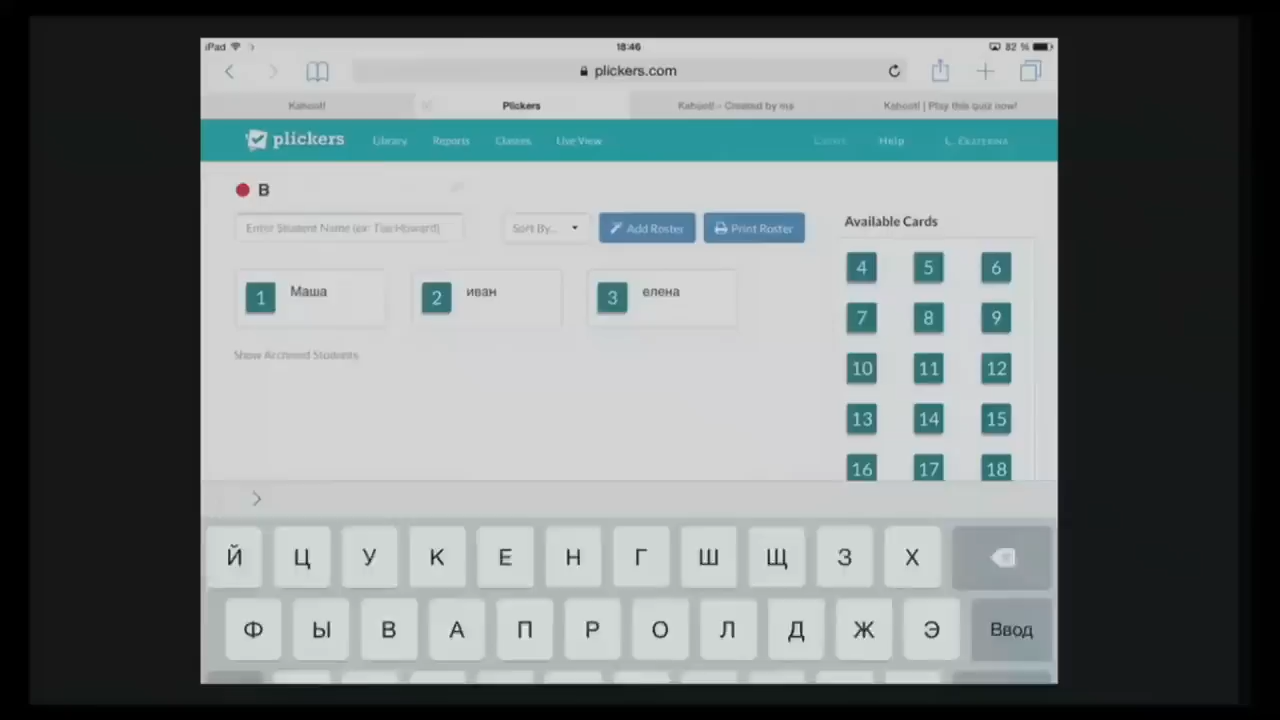 iPad
18:46
82 %
plickers.com
Kahoot!
Plickers
Kahoot! - Created by me
Kahoot! | Play this quiz now!
plickers
Library
Reports
Classes
Live View
Help
L. EKATERINA
B
Enter Student Name (ex: Tim Howard)
Sort By...
Add Roster
Print Roster
Available Cards
1 Маша
2 иван
3 елена
Show Archived Students
4 5 6
7 8 9
10 11 12
13 14 15
16 17 18
Й Ц У К Е Н Г Ш Щ З Х
Ф Ы В А П Р О Л Д Ж Э Ввод